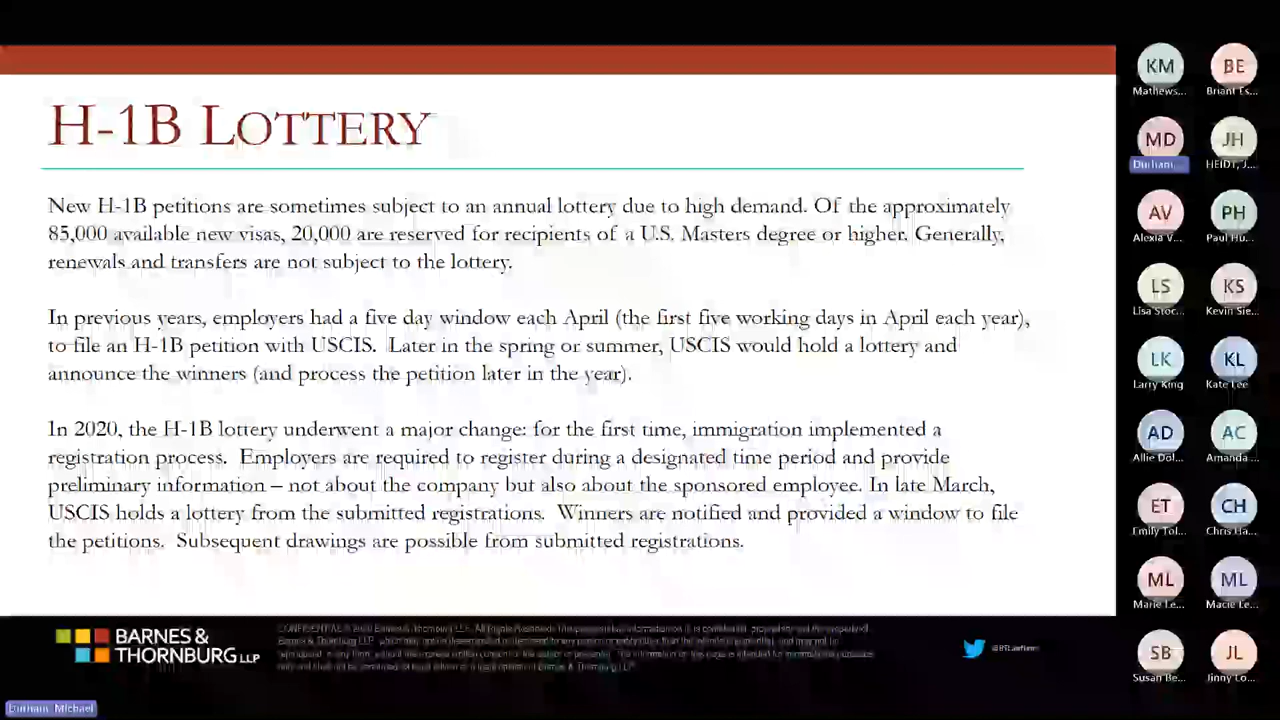 H-1B LOTTERY
New H-1B petitions are sometimes subject to an annual lottery due to high demand. Of the approximately
85,000 available new visas, 20,000 are reserved for recipients of a U.S. Masters degree or higher. Generally,
renewals and transfers are not subject to the lottery.
In previous years, employers had a five day window each April (the first five working days in April each year),
to file an H-1B petition with USCIS. Later in the spring or summer, USCIS would hold a lottery and
announce the winners (and process the petition later in the year).
In 2020, the H-1B lottery underwent a major change: for the first time, immigration implemented a
registration process. Employers are required to register during a designated time period and provide
preliminary information – not about the company but also about the sponsored employee. In late March,
USCIS holds a lottery from the submitted registrations. Winners are notified and provided a window to file
the petitions. Subsequent drawings are possible from submitted registrations.
BARNES &
THORNBURG LLP
@BTLawNews
Durham, Michael
KM BE
Mathews... Briant Es...
MD JH
Durham... HEIDT, J...
AV PH
Alexia V... Paul Hu...
LS KS
Lisa Stoc... Kevin Sie...
LK KL
Larry King Kate Lee
AD AC
Allie Dol... Amanda ...
ET CH
Emily Tol... Chris Ha...
ML ML
Marie Le... Macie Le...
SB JL
Susan Be... Jinny Lo...